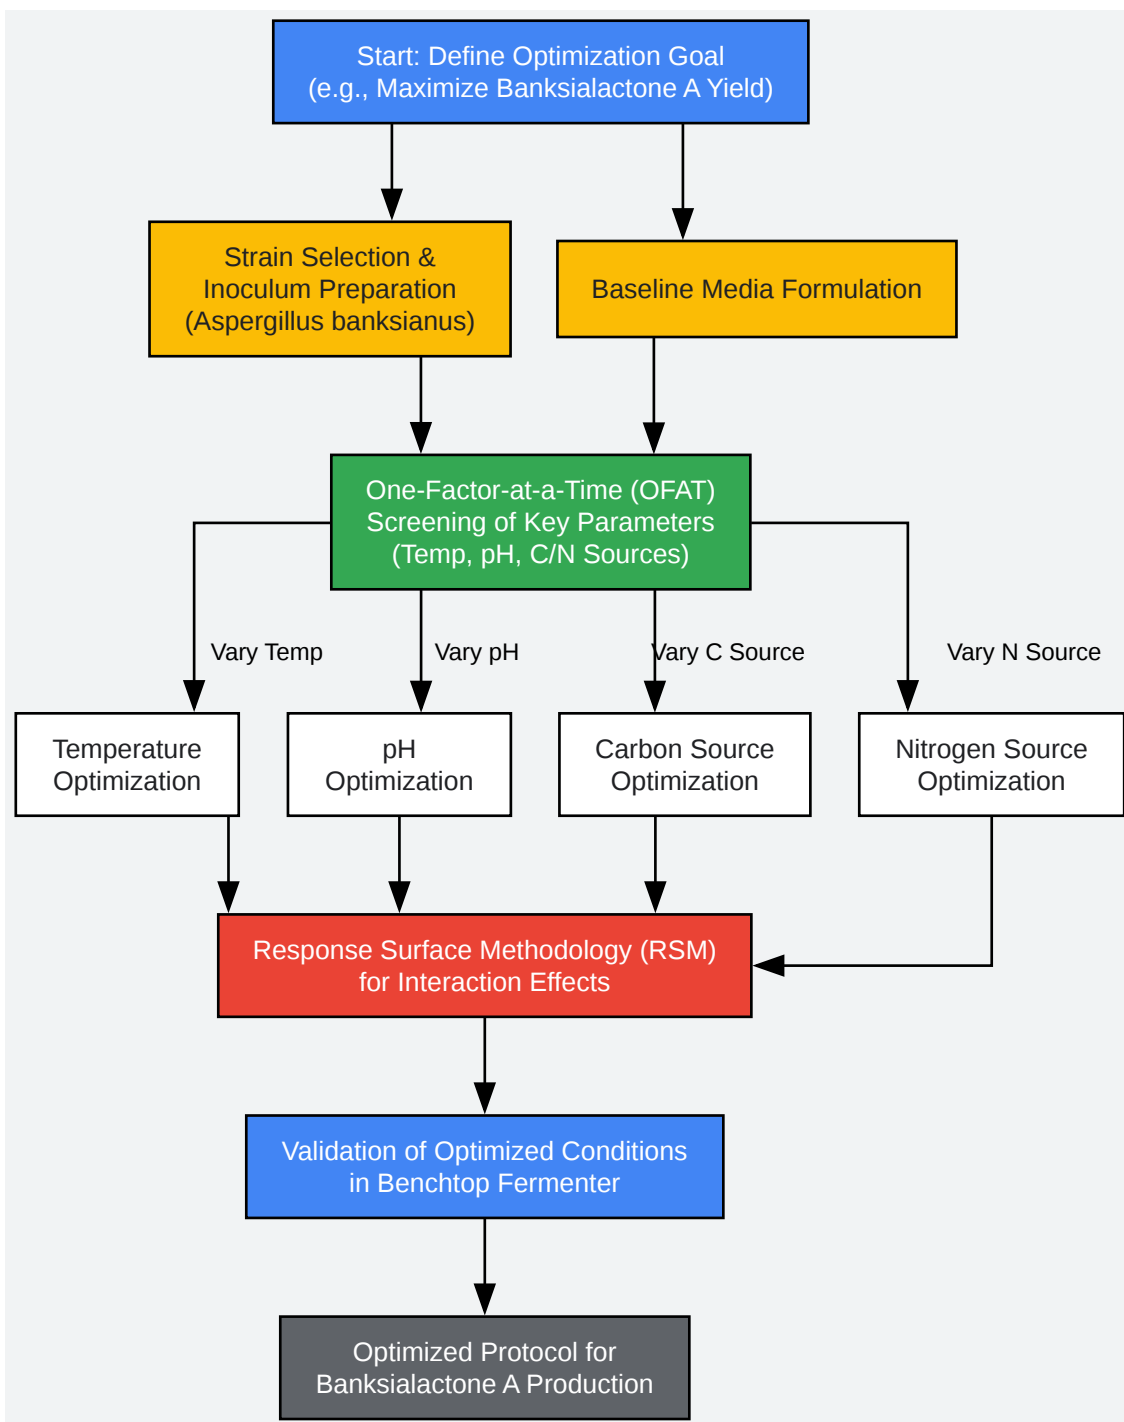 Start: Define Optimization Goal
(e.g., Maximize Banksialactone A Yield)
Strain Selection &
Inoculum Preparation
(Aspergillus banksianus)
Baseline Media Formulation
One-Factor-at-a-Time (OFAT)
Screening of Key Parameters
(Temp, pH, C/N Sources)
Vary Temp
Vary pH
Vary C Source
Vary N Source
Temperature
Optimization
pH
Optimization
Carbon Source
Optimization
Nitrogen Source
Optimization
Response Surface Methodology (RSM)
for Interaction Effects
Validation of Optimized Conditions
in Benchtop Fermenter
Optimized Protocol for
Banksialactone A Production